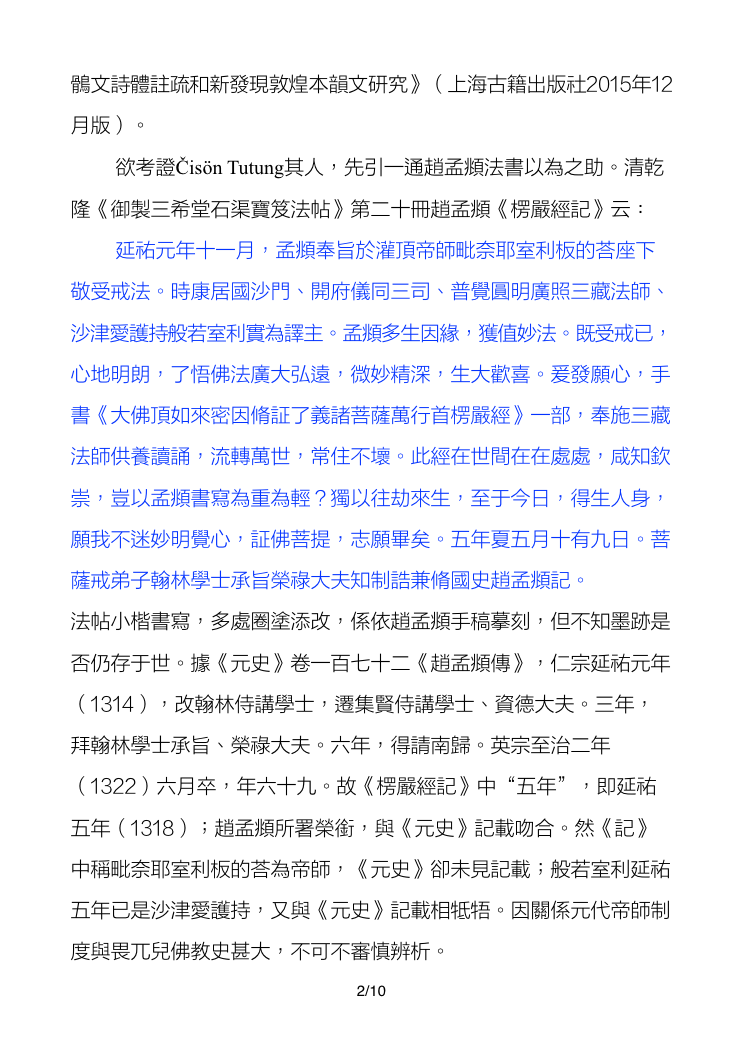 鶻文詩體註疏和新發現敦煌本韻文研究》（上海古籍出版社2015年12
月版）。
欲考證Čisön Tutung其人，先引一通趙孟頫法書以為之助。清乾
隆《御製三希堂石渠寶笈法帖》第二十冊趙孟頫《楞嚴經記》云：
延祐元年十一月，孟頫奉旨於灌頂帝師毗奈耶室利板的荅座下
敬受戒法。時康居國沙門、開府儀同三司、普覺圓明廣照三藏法師、
沙津愛護持般若室利實為譯主。孟頫多生因緣，獲值妙法。既受戒已，
心地明朗，了悟佛法廣大弘遠，微妙精深，生大歡喜。爰發願心，手
書《大佛頂如來密因脩証了義諸菩薩萬行首楞嚴經》一部，奉施三藏
法師供養讀誦，流轉萬世，常住不壞。此經在世間在在處處，咸知欽
崇，豈以孟頫書寫為重為輕？獨以往劫來生，至于今日，得生人身，
願我不迷妙明覺心，証佛菩提，志願畢矣。五年夏五月十有九日。菩
薩戒弟子翰林學士承旨榮祿大夫知制誥兼脩國史趙孟頫記。
法帖小楷書寫，多處圈塗添改，係依趙孟頫手稿摹刻，但不知墨跡是
否仍存于世。據《元史》卷一百七十二《趙孟頫傳》，仁宗延祐元年
（1314），改翰林侍講學士，遷集賢侍講學士、資德大夫。三年，
拜翰林學士承旨、榮祿大夫。六年，得請南歸。英宗至治二年
（1322）六月卒，年六十九。故《楞嚴經記》中“五年”，即延祐
五年（1318）；趙孟頫所署榮銜，與《元史》記載吻合。然《記》
中稱毗奈耶室利板的荅為帝師，《元史》卻未見記載；般若室利延祐
五年已是沙津愛護持，又與《元史》記載相牴牾。因關係元代帝師制
度與畏兀兒佛教史甚大，不可不審慎辨析。
2/10